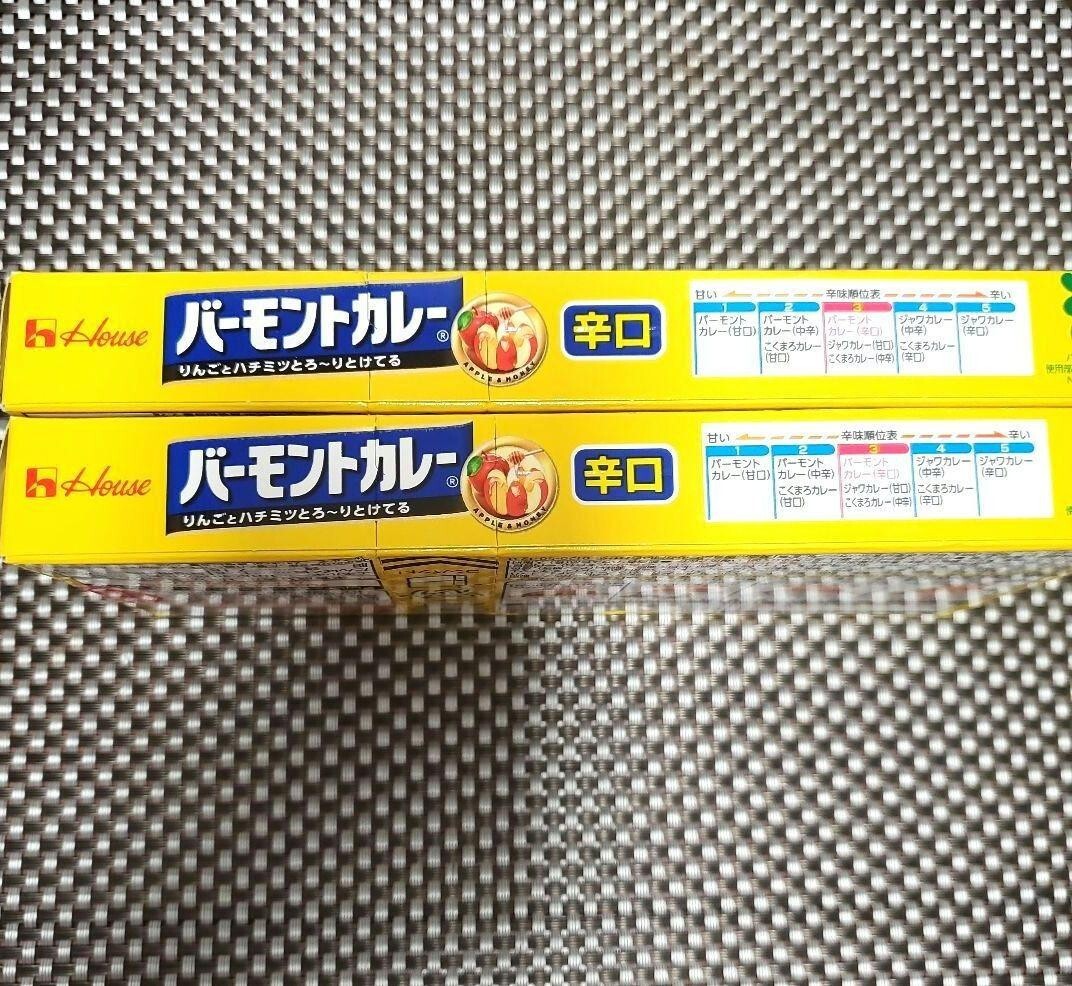 House
バーモントカレー®
りんごとハチミツとろ～りとけてる
APPLE & HONEY
辛口
甘い 辛味順位表 辛い
1 2 3 4 5
バーモント バーモント バーモント ジャワカレー ジャワカレー
カレー(甘口) カレー(中辛) カレー(辛口) (中辛) (辛口)
こくまろカレー ジャワカレー(甘口) こくまろカレー
(甘口) こくまろカレー(中辛) (辛口)
House
バーモントカレー®
りんごとハチミツとろ～りとけてる
APPLE & HONEY
辛口
甘い 辛味順位表 辛い
1 2 3 4 5
バーモント バーモント バーモント ジャワカレー ジャワカレー
カレー(甘口) カレー(中辛) カレー(辛口) (中辛) (辛口)
こくまろカレー ジャワカレー(甘口) こくまろカレー
(甘口) こくまろカレー(中辛) (辛口)